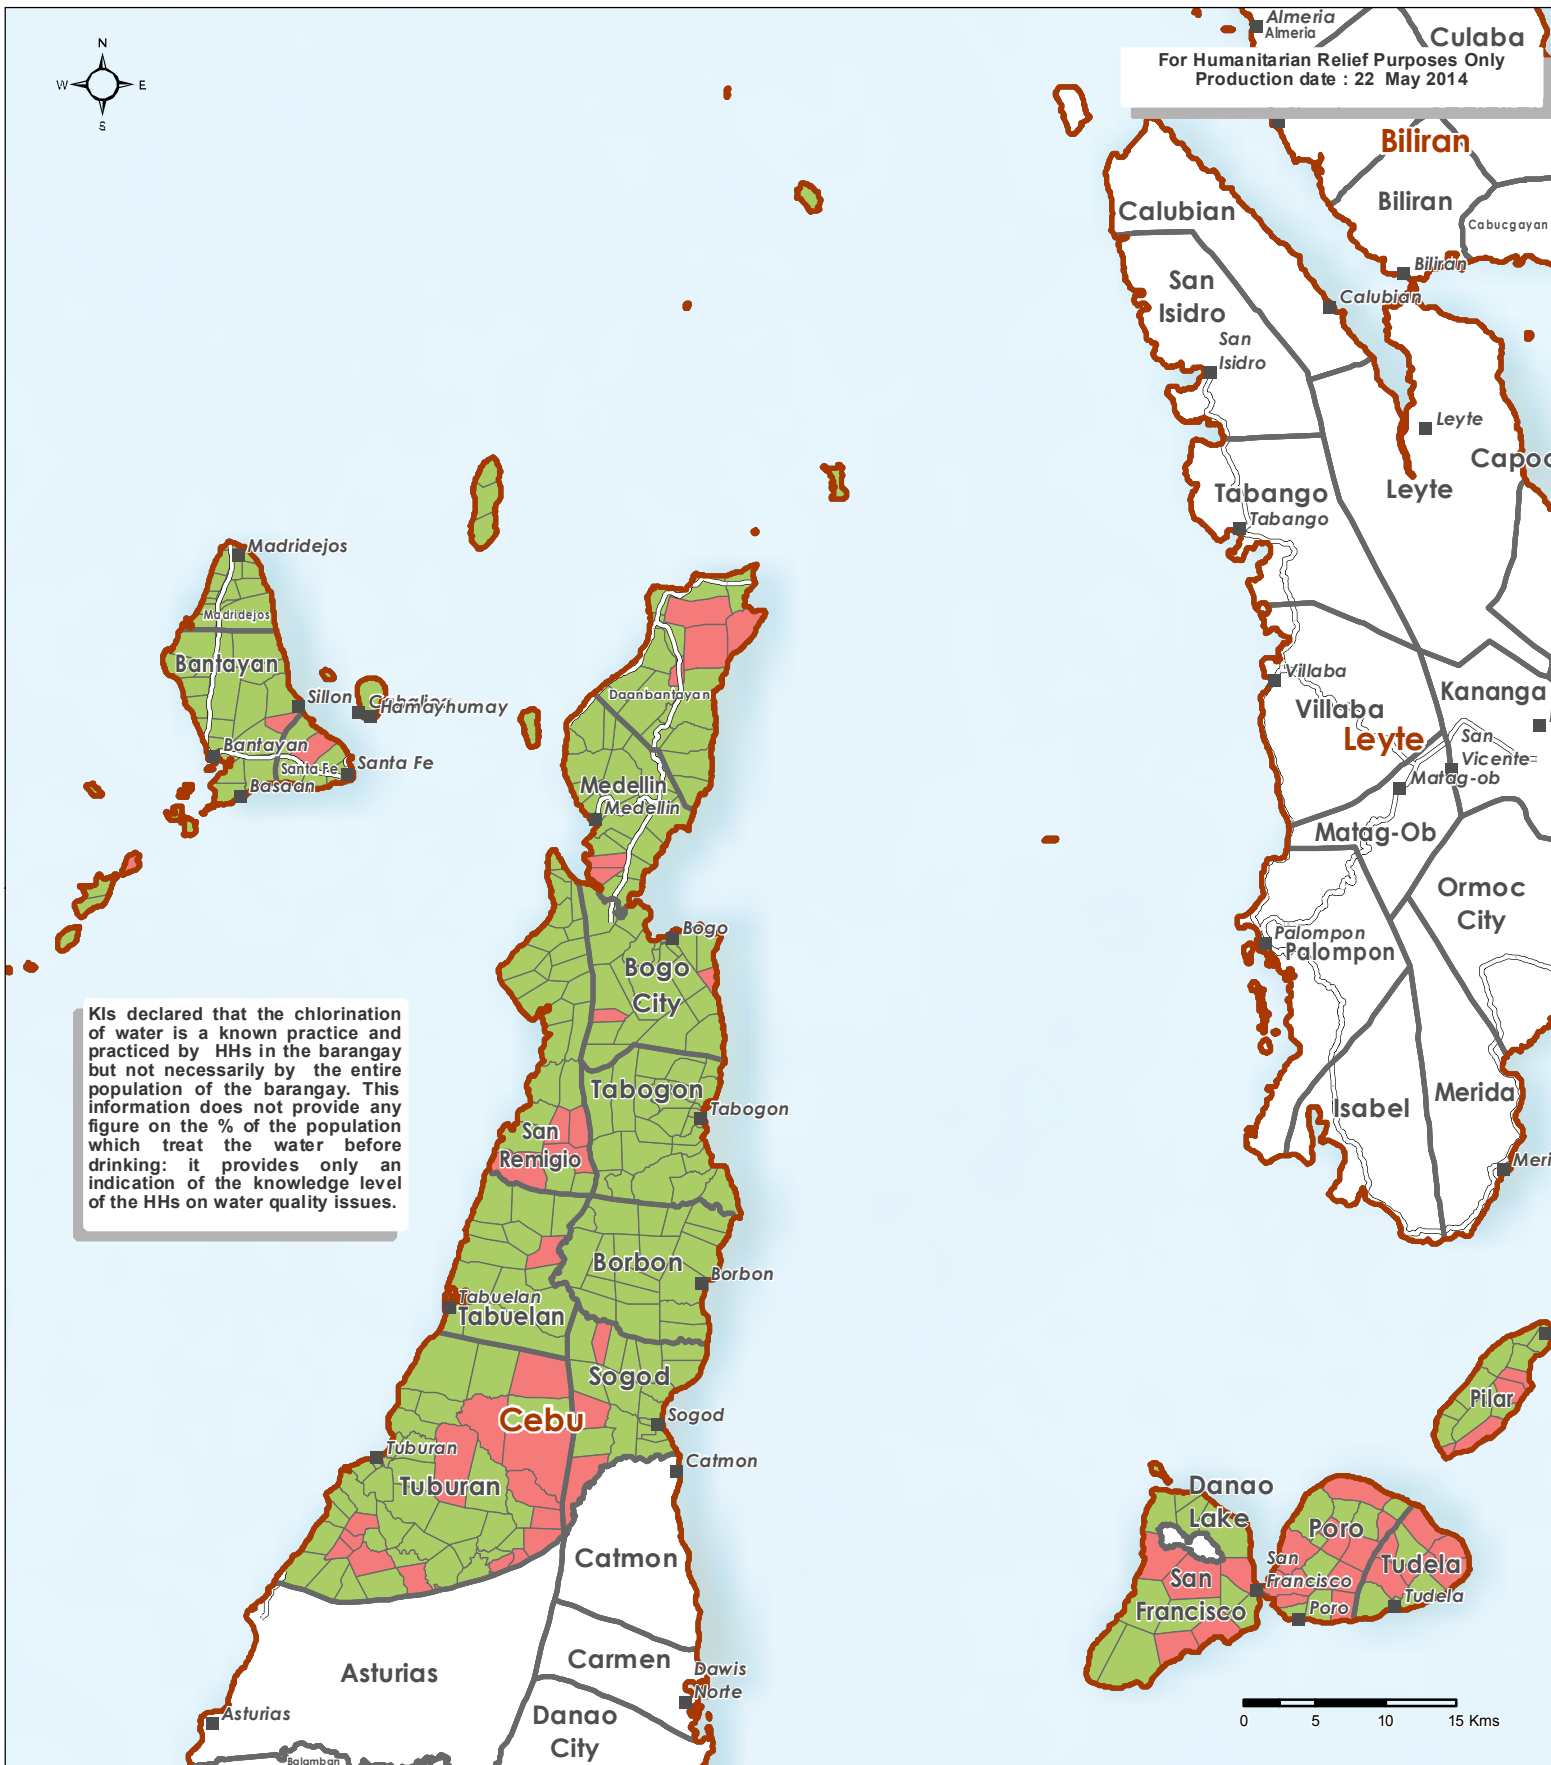 N
W
E
S
Almeria
Almeria
Culaba
For Humanitarian Relief Purposes Only
Production date : 22 May 2014
Biliran
Biliran
Cabucgayan
Biliran
Calubian
San
Isidro
Calubian
San
Isidro
Leyte
Leyte
Capoo
Tabango
Tabango
Madridejos
Madridejos
Bantayan
Sillon
Hamayhumay
Bantayan
Santa Fe
Santa Fe
Basaan
Daanbantayan
Medellin
Medellin
Villaba
Villaba
Kananga
Leyte
San
Vicente
Matag-ob
Matag-Ob
Ormoc
City
Palompon
Palompon
Bogo
Bogo
City
KIs declared that the chlorination
of water is a known practice and
practiced by HHs in the barangay
but not necessarily by the entire
population of the barangay. This
information does not provide any
figure on the % of the population
which treat the water before
drinking: it provides only an
indication of the knowledge level
of the HHs on water quality issues.
Tabogon
Tabogon
San
Remigio
Isabel
Merida
Meri
Borbon
Borbon
Tabuelan
Tabuelan
Sogod
Sogod
Cebu
Tuburan
Tuburan
Catmon
Catmon
Pilar
Danao
Lake
Poro
San
Francisco
Tudela
Tudela
Poro
San
Francisco
Asturias
Asturias
Carmen
Dawis
Norte
Danao
City
Balamban
0 5 10 15 Kms